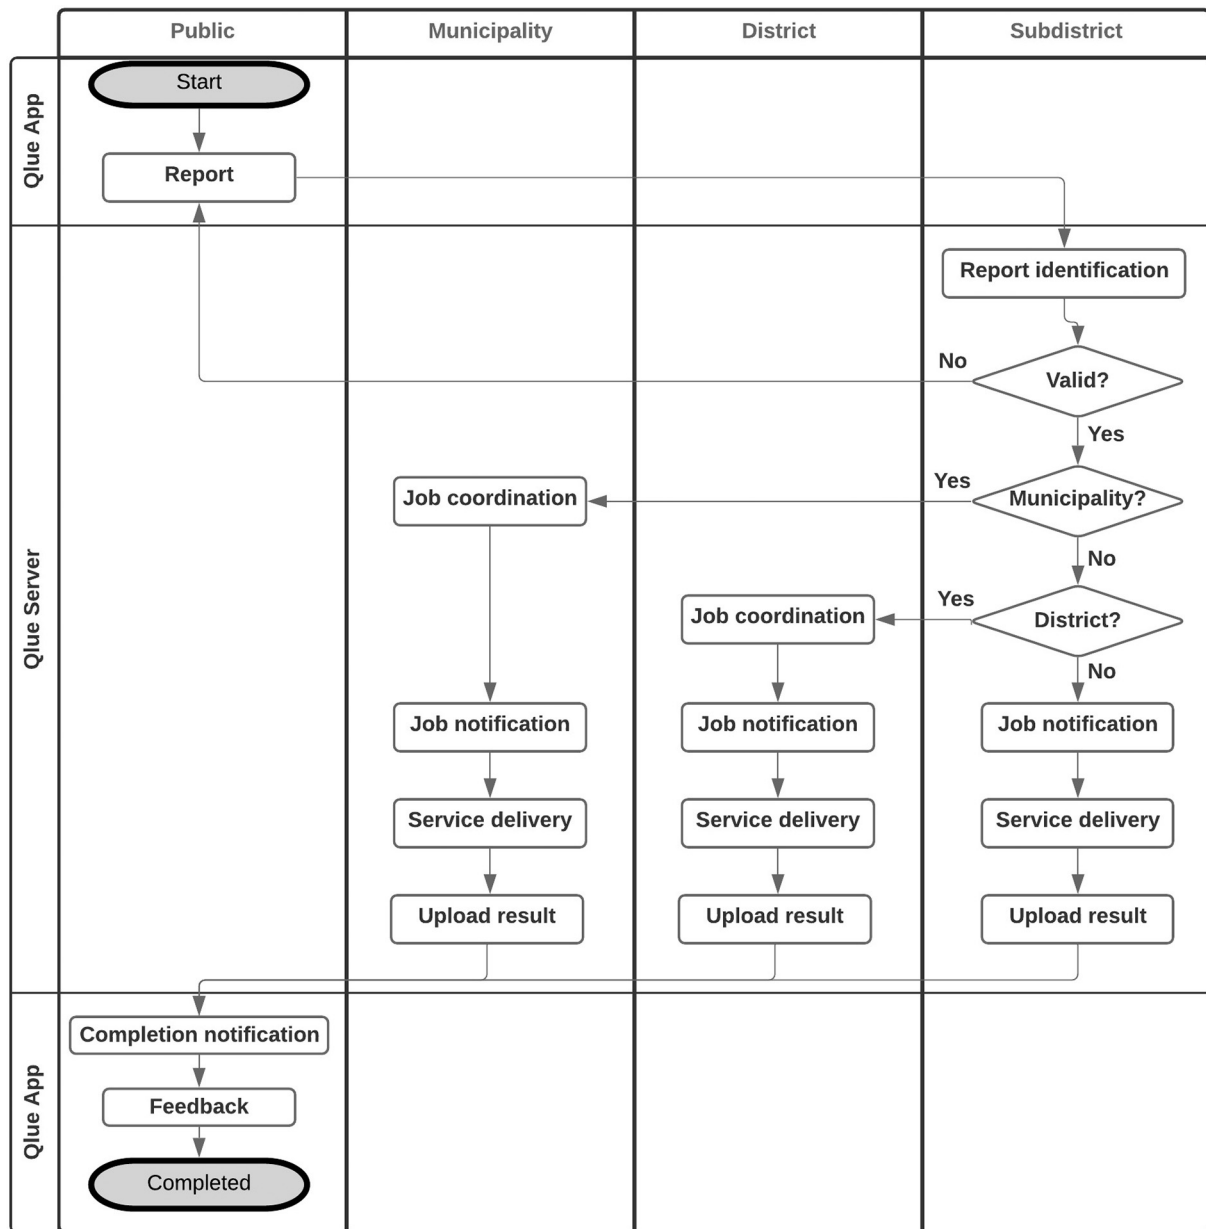 Public Municipality District Subdistrict
Qlue App
Start
Report
Qlue Server
Report identification
No
Valid?
Yes
Job coordination
Yes
Municipality?
No
Job coordination
Yes
District?
No
Job notification
Job notification
Job notification
Service delivery
Service delivery
Service delivery
Upload result
Upload result
Upload result
Qlue App
Completion notification
Feedback
Completed